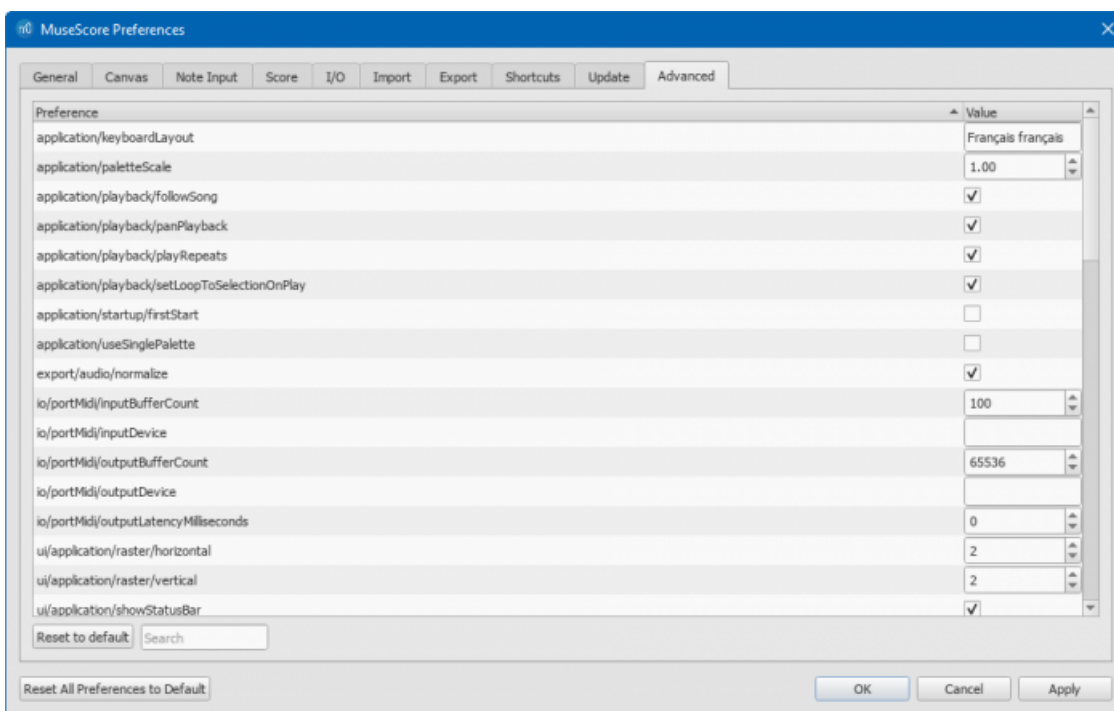 MuseScore Preferences
General Canvas Note Input Score I/O Import Export Shortcuts Update Advanced
Preference Value
application/keyboardLayout Français français
application/paletteScale 1.00
application/playback/followSong
application/playback/panPlayback
application/playback/playRepeats
application/playback/setLoopToSelectionOnPlay
application/startup/firstStart
application/useSinglePalette
export/audio/normalize
io/portMidi/inputBufferCount 100
io/portMidi/inputDevice
io/portMidi/outputBufferCount 65536
io/portMidi/outputDevice
io/portMidi/outputLatencyMilliseconds 0
ui/application/raster/horizontal 2
ui/application/raster/vertical 2
ui/application/showStatusBar
Reset to default Search
Reset All Preferences to Default OK Cancel Apply